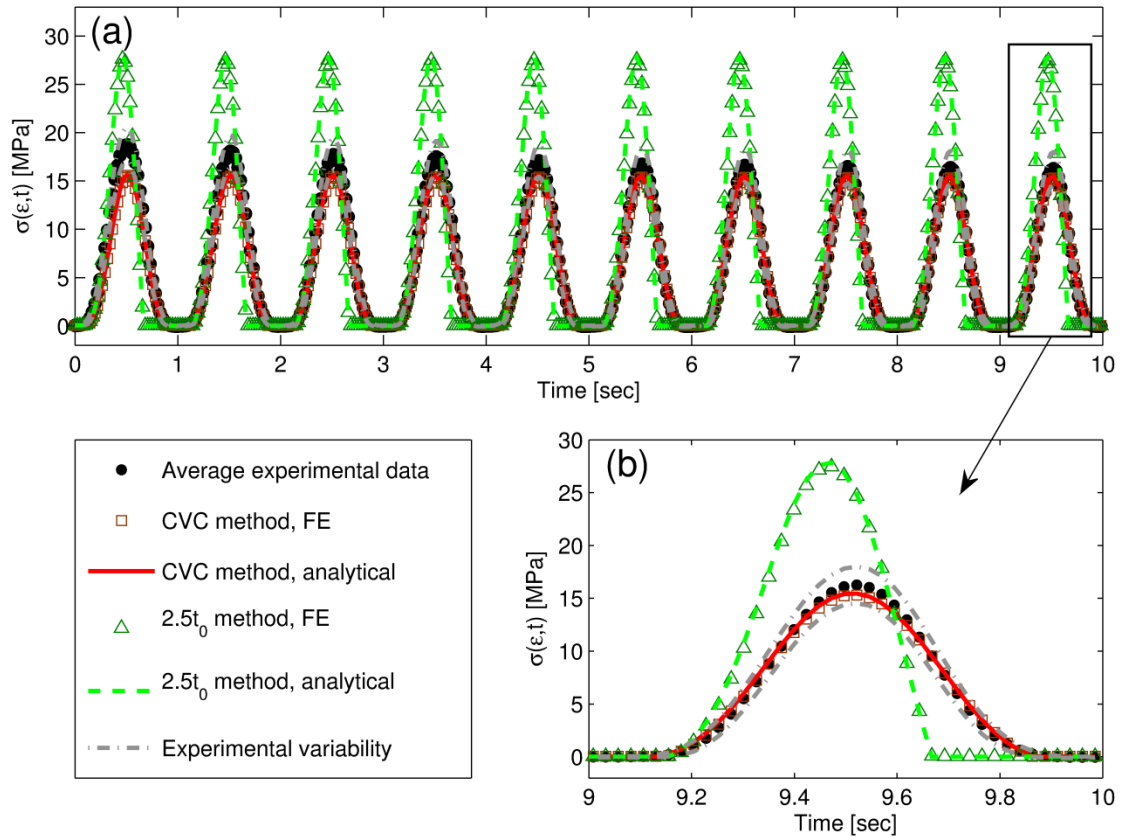 (a)
σ(ε,t) [MPa]
30
25
20
15
10
5
0
0 1 2 3 4 5 6 7 8 9 10
Time [sec]
Average experimental data
CVC method, FE
CVC method, analytical
2.5t0 method, FE
2.5t0 method, analytical
Experimental variability
(b)
σ(ε,t) [MPa]
30
25
20
15
10
5
0
9 9.2 9.4 9.6 9.8 10
Time [sec]